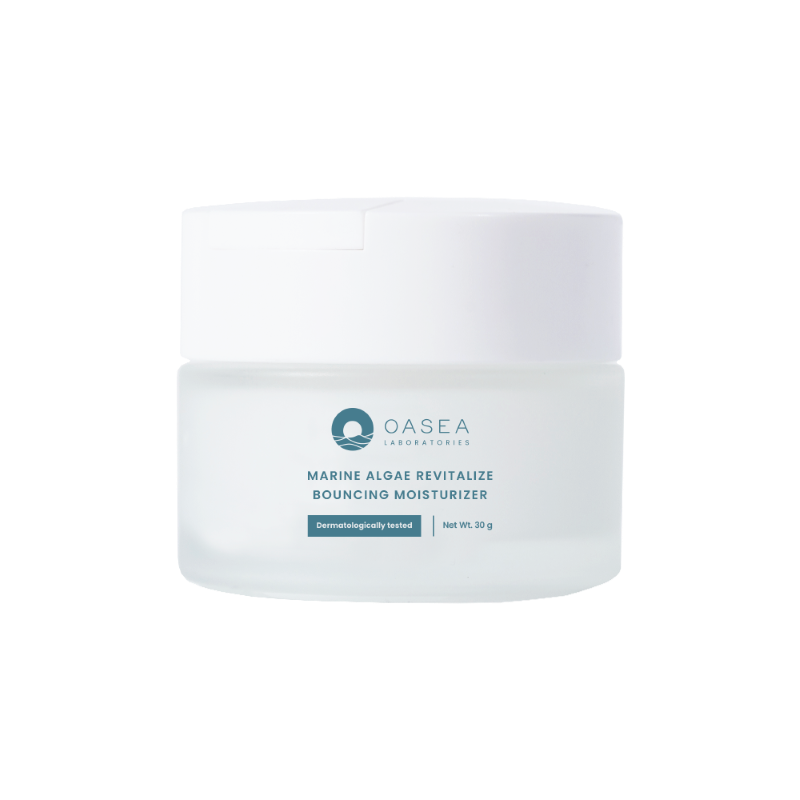 OASEA
LABORATORIES
MARINE ALGAE REVITALIZE
BOUNCING MOISTURIZER
Dermatologically tested | Net Wt. 30 g